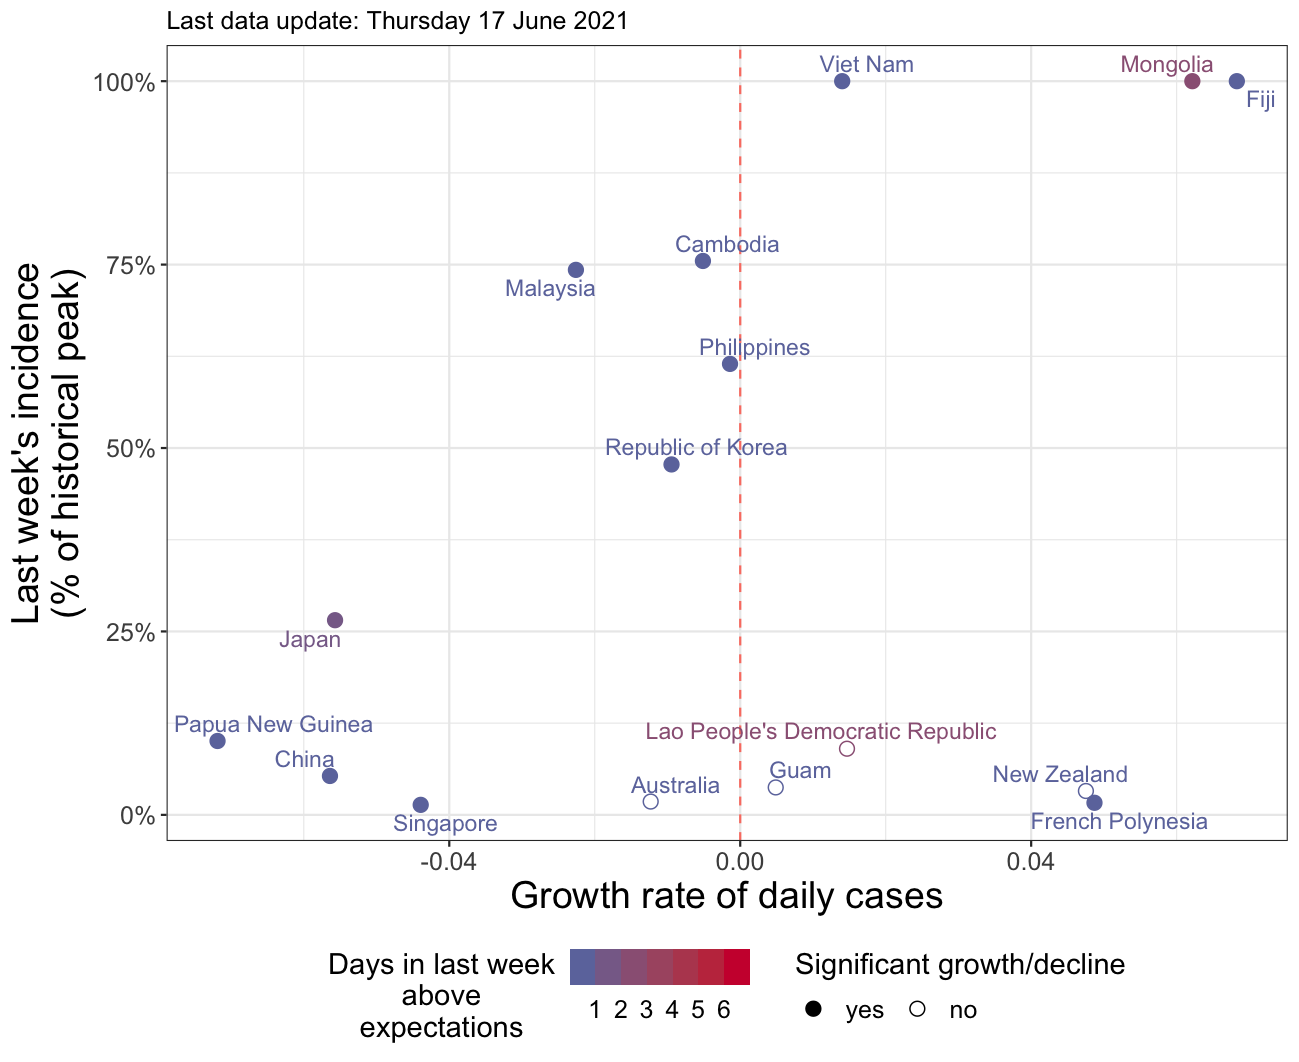 Last data update: Thursday 17 June 2021
Last week's incidence
(% of historical peak)
100%
75%
50%
25%
0%
Viet Nam
Mongolia
Fiji
Cambodia
Malaysia
Philippines
Republic of Korea
Japan
Papua New Guinea
China
Singapore
Lao People's Democratic Republic
Guam
Australia
New Zealand
French Polynesia
-0.04 0.00 0.04
Growth rate of daily cases
Days in last week
above
expectations
1 2 3 4 5 6
Significant growth/decline
yes no